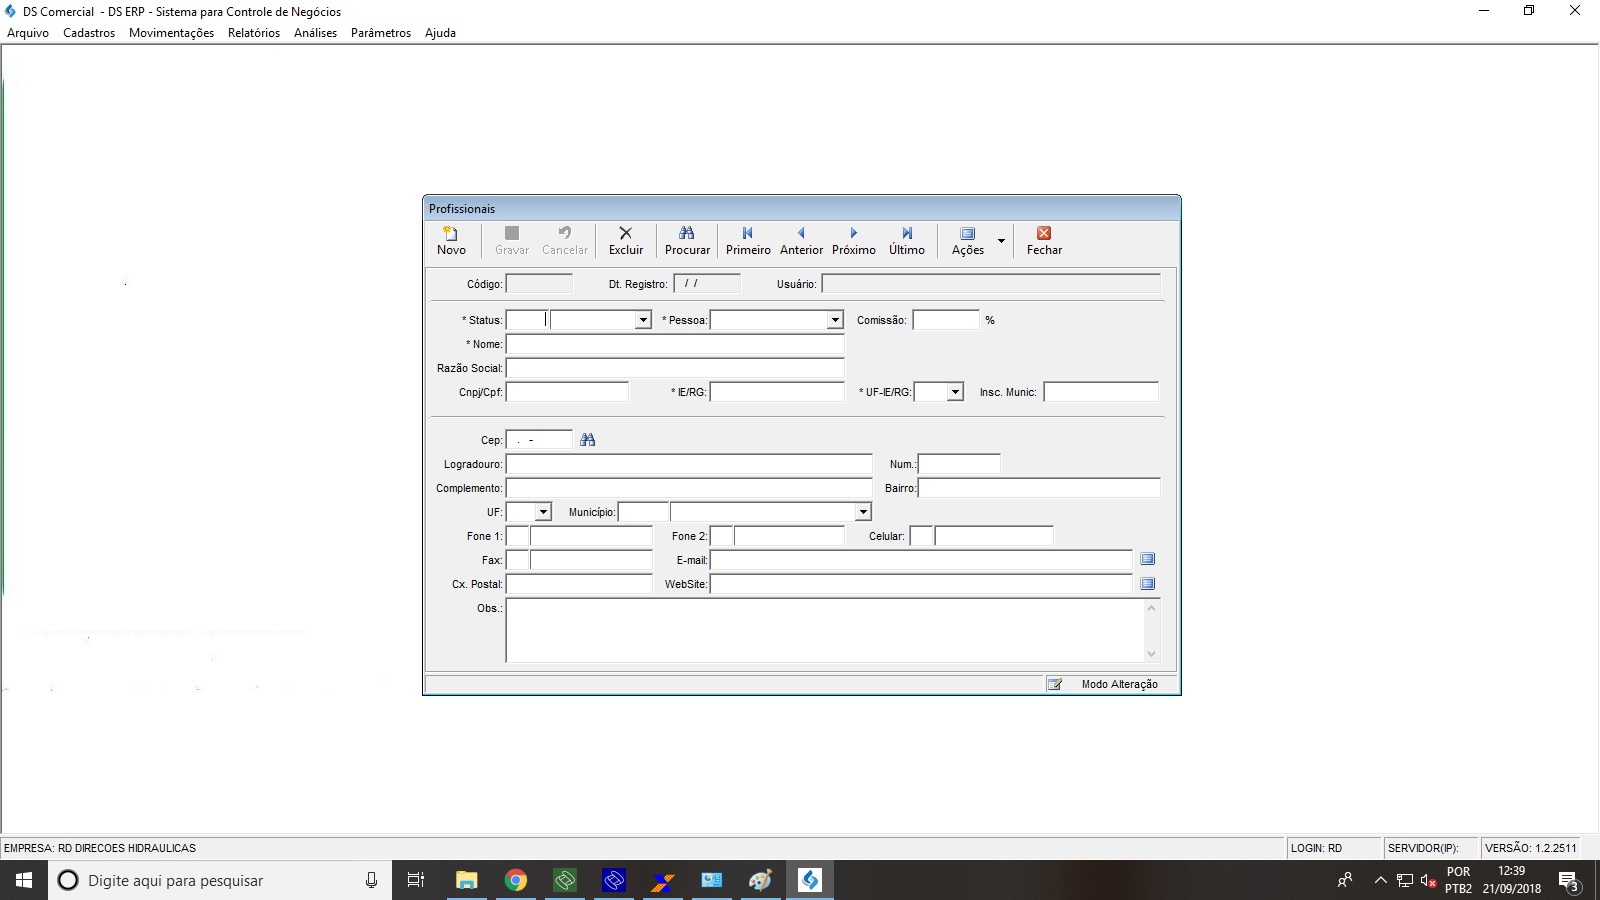 DS Comercial  - DS ERP - Sistema para Controle de Negócios
Arquivo Cadastros Movimentações Relatórios Análises Parâmetros Ajuda
Profissionais
Novo Gravar Cancelar Excluir Procurar Primeiro Anterior Próximo Último Ações Fechar
Código: Dt. Registro: / / Usuário:
* Status: * Pessoa: Comissão: %
* Nome:
Razão Social:
Cnpj/Cpf: * IE/RG: * UF-IE/RG: Insc. Munic:
Cep: . -
Logradouro: Num.:
Complemento: Bairro:
UF: Município:
Fone 1: Fone 2: Celular:
Fax: E-mail:
Cx. Postal: WebSite:
Obs.:
Modo Alteração
EMPRESA: RD DIRECOES HIDRAULICAS LOGIN: RD SERVIDOR(IP): VERSÃO: 1.2.2511
Digite aqui para pesquisar
POR 12:39
PTB2 21/09/2018 3